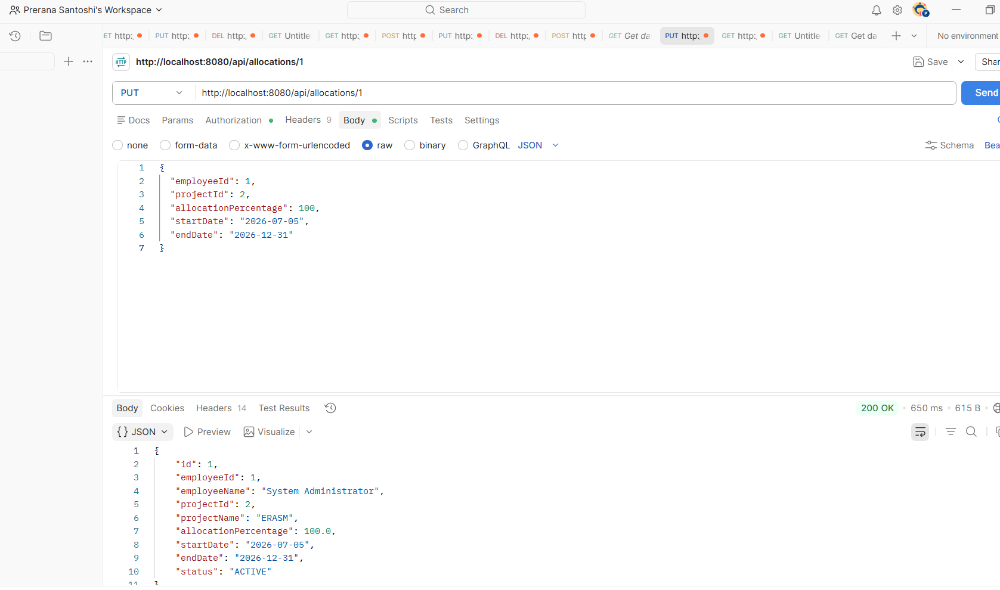 Prerana Santoshi's Workspace
Search
ET http:
PUT http:
DEL http:
GET Untitle
GET http:
POST htt
PUT http:
DEL http:
POST http
GET Get da
PUT http:
GET http:
GET Untitle
GET Get da
No environment
HTTP http://localhost:8080/api/allocations/1
Save
Shar
PUT http://localhost:8080/api/allocations/1
Send
Docs Params Authorization Headers 9 Body Scripts Tests Settings
none form-data x-www-form-urlencoded raw binary GraphQL JSON
Schema Bea
1 {
2 "employeeId": 1,
3 "projectId": 2,
4 "allocationPercentage": 100,
5 "startDate": "2026-07-05",
6 "endDate": "2026-12-31"
7 }
Body Cookies Headers 14 Test Results
200 OK • 650 ms • 615 B •
{} JSON Preview Visualize
1 {
2 "id": 1,
3 "employeeId": 1,
4 "employeeName": "System Administrator",
5 "projectId": 2,
6 "projectName": "ERASM",
7 "allocationPercentage": 100.0,
8 "startDate": "2026-07-05",
9 "endDate": "2026-12-31",
10 "status": "ACTIVE"
11 }